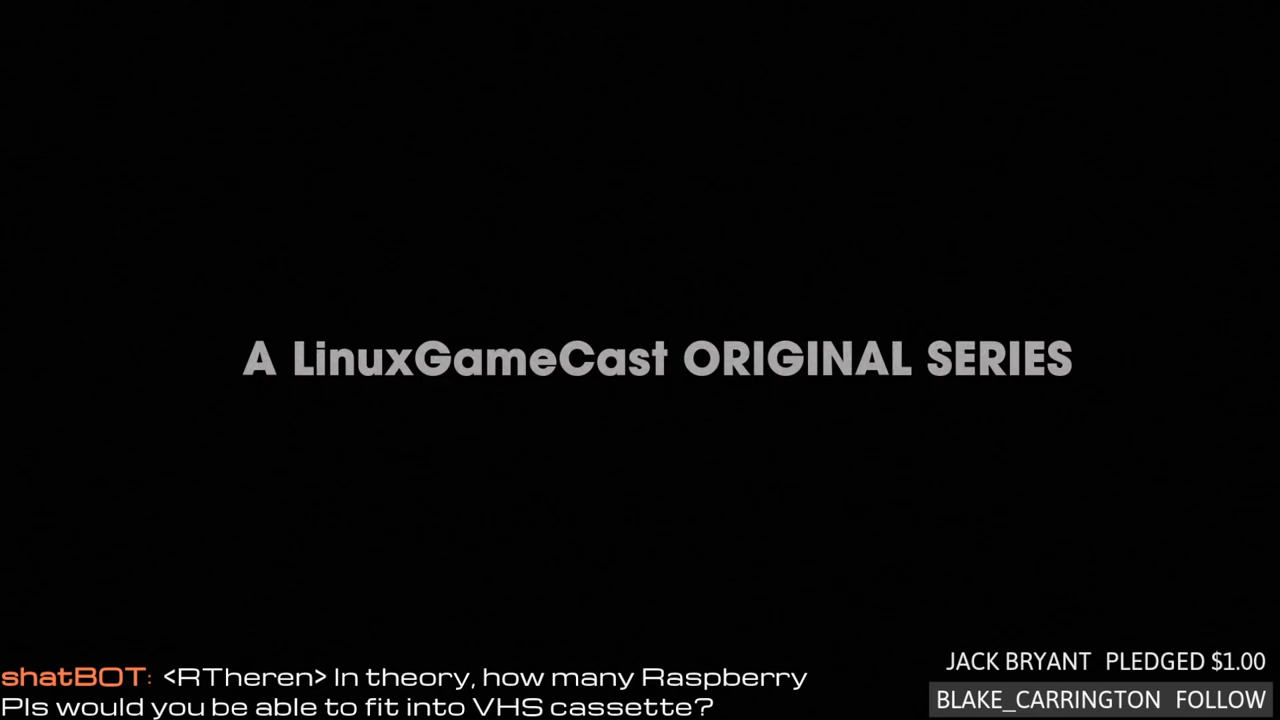 A LinuxGameCast ORIGINAL SERIES
shatBOT: <RTheren> In theory, how many Raspberry
PIs would you be able to fit into VHS cassette?
JACK BRYANT PLEDGED $1.00
BLAKE_CARRINGTON FOLLOW